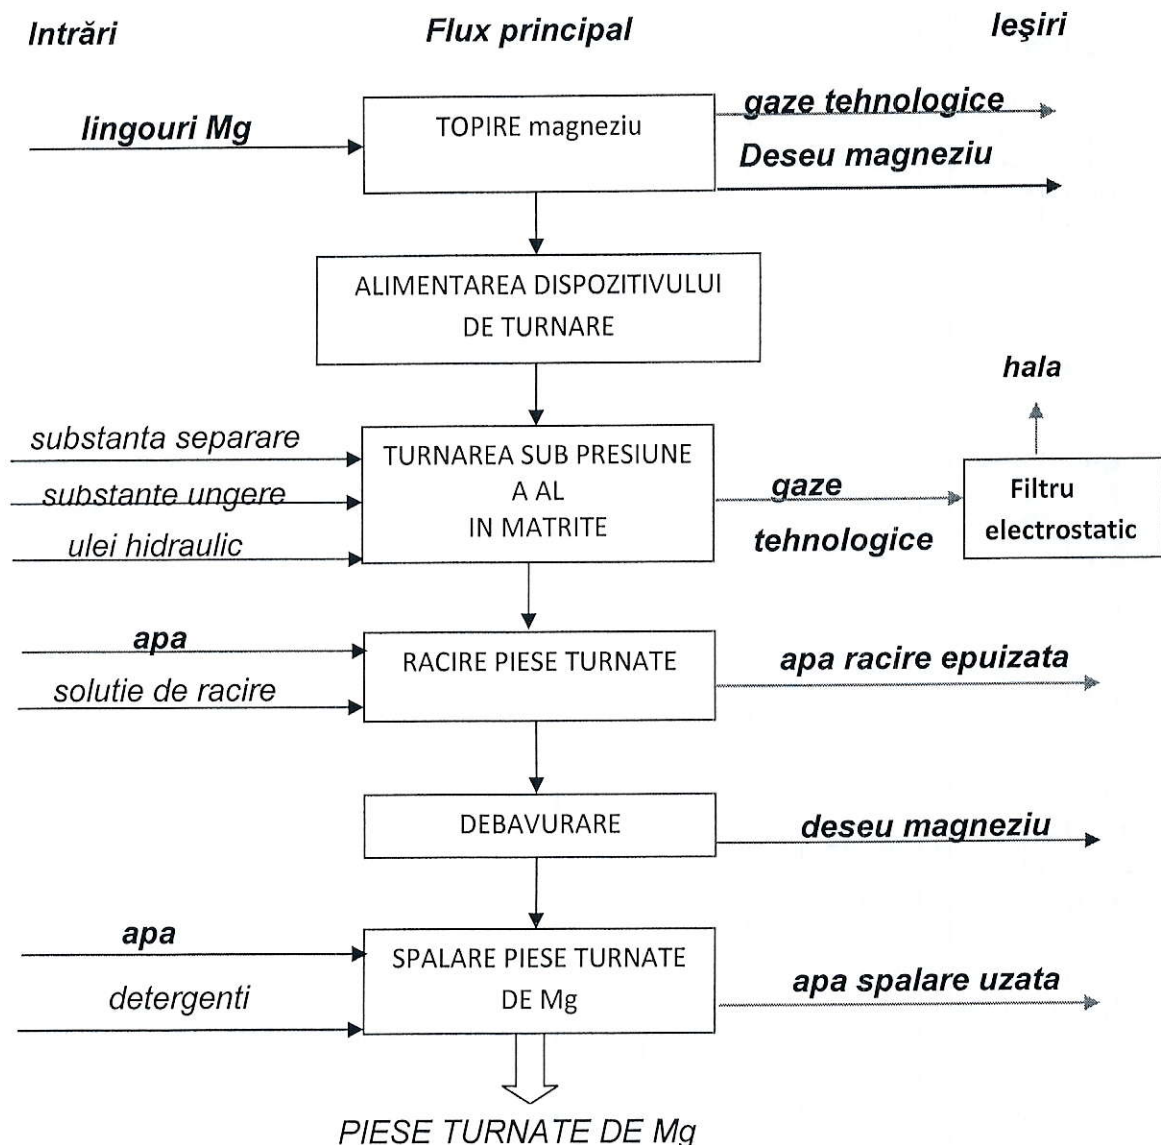 Intrări
Flux principal
Ieşiri
lingouri Mg
TOPIRE magneziu
gaze tehnologice
Deseu magneziu
ALIMENTAREA DISPOZITIVULUI
DE TURNARE
hala
substanta separare
substante ungere
ulei hidraulic
TURNAREA SUB PRESIUNE
A AL
IN MATRITE
gaze
tehnologice
Filtru
electrostatic
apa
solutie de racire
RACIRE PIESE TURNATE
apa racire epuizata
DEBAVURARE
deseu magneziu
apa
detergenti
SPALARE PIESE TURNATE
DE Mg
apa spalare uzata
PIESE TURNATE DE Mg